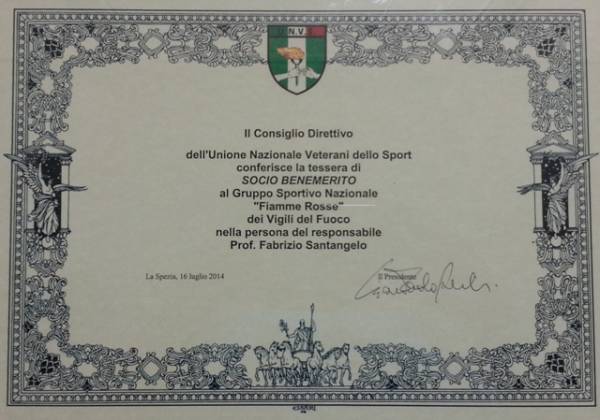 U.N.V.S
Il Consiglio Direttivo
dell'Unione Nazionale Veterani dello Sport
conferisce la tessera di
SOCIO BENEMERITO
al Gruppo Sportivo Nazionale
"Fiamme Rosse"
dei Vigili del Fuoco
nella persona del responsabile
Prof. Fabrizio Santangelo
La Spezia, 16 luglio 2014
Il Presidente